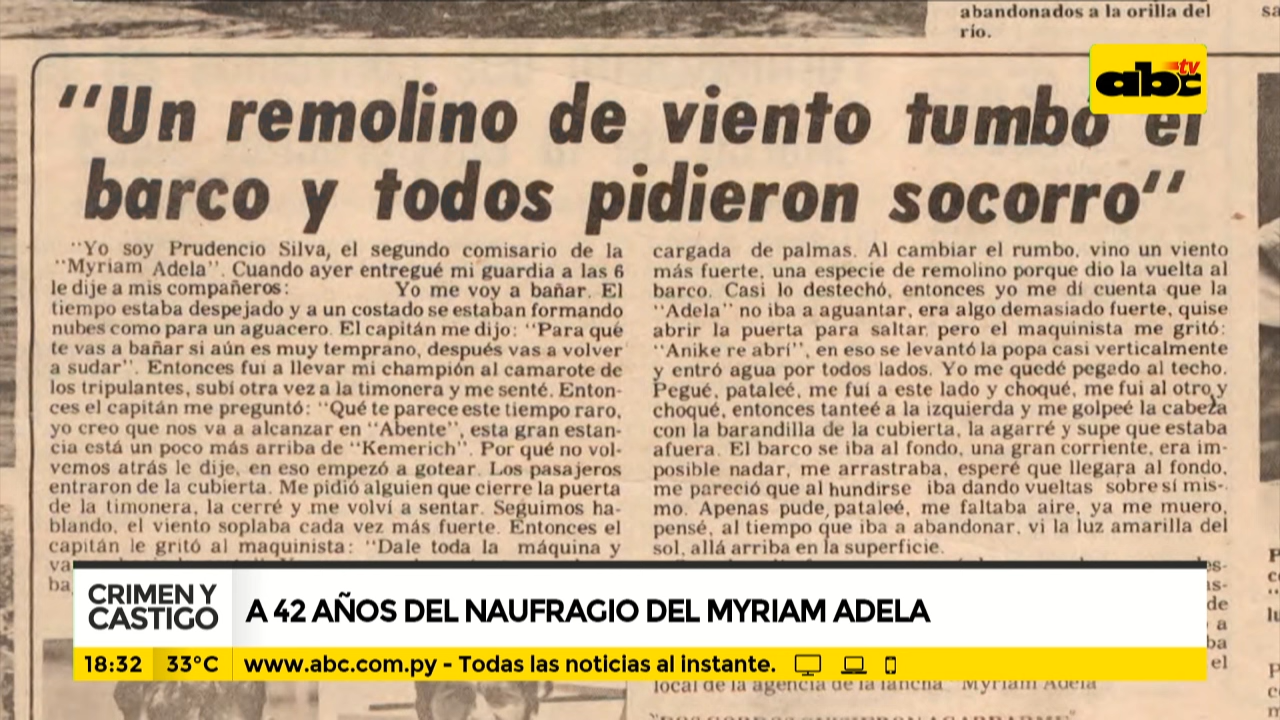 abandonados a la orilla del
río.
abc tv
"Un remolino de viento tumbó el
barco y todos pidieron socorro"
"Yo soy Prudencio Silva, el segundo comisario de la
"Myriam Adela". Cuando ayer entregué mi guardia a las 6
le dije a mis compañeros: Yo me voy a bañar. El
tiempo estaba despejado y a un costado se estaban formando
nubes como para un aguacero. El capitán me dijo: "Para qué
te vas a bañar si aún es muy temprano, después vas a volver
a sudar". Entonces fui a llevar mi champión al camarote de
los tripulantes, subí otra vez a la timonera y me senté. Enton-
ces el capitán me preguntó: "Qué te parece este tiempo raro,
yo creo que nos va a alcanzar en "Abente", esta gran estan-
cia está un poco más arriba de "Kemerich". Por qué no vol-
vemos atrás le dije, en eso empezó a gotear. Los pasajeros
entraron de la cubierta. Me pidió alguien que cierre la puerta
de la timonera, la cerré y me volví a sentar. Seguimos ha-
blando, el viento soplaba cada vez más fuerte. Entonces el
capitán le gritó al maquinista: "Dale toda la máquina y
cargada de palmas. Al cambiar el rumbo, vino un viento
más fuerte, una especie de remolino porque dio la vuelta al
barco. Casi lo destechó, entonces yo me dí cuenta que la
"Adela" no iba a aguantar, era algo demasiado fuerte, quise
abrir la puerta para saltar, pero el maquinista me gritó:
"Anike re abrí", en eso se levantó la popa casi verticalmente
y entró agua por todos lados. Yo me quedé pegado al techo.
Pegué, pataleé, me fuí a este lado y choqué, me fui al otro y
choqué, entonces tanteé a la izquierda y me golpeé la cabeza
con la barandilla de la cubierta, la agarré y supe que estaba
afuera. El barco se iba al fondo, una gran corriente, era im-
posible nadar, me arrastraba, esperé que llegara al fondo,
me pareció que al hundirse iba dando vueltas sobre sí mis-
mo. Apenas pude pataleé, me faltaba aire, ya me muero,
pensé, al tiempo que iba a abandonar, vi la luz amarilla del
sol, allá arriba en la superficie.
local de la agencia de la lancha "Myriam Adela"
CRIMEN Y
CASTIGO
A 42 AÑOS DEL NAUFRAGIO DEL MYRIAM ADELA
18:32 33°C www.abc.com.py - Todas las noticias al instante.